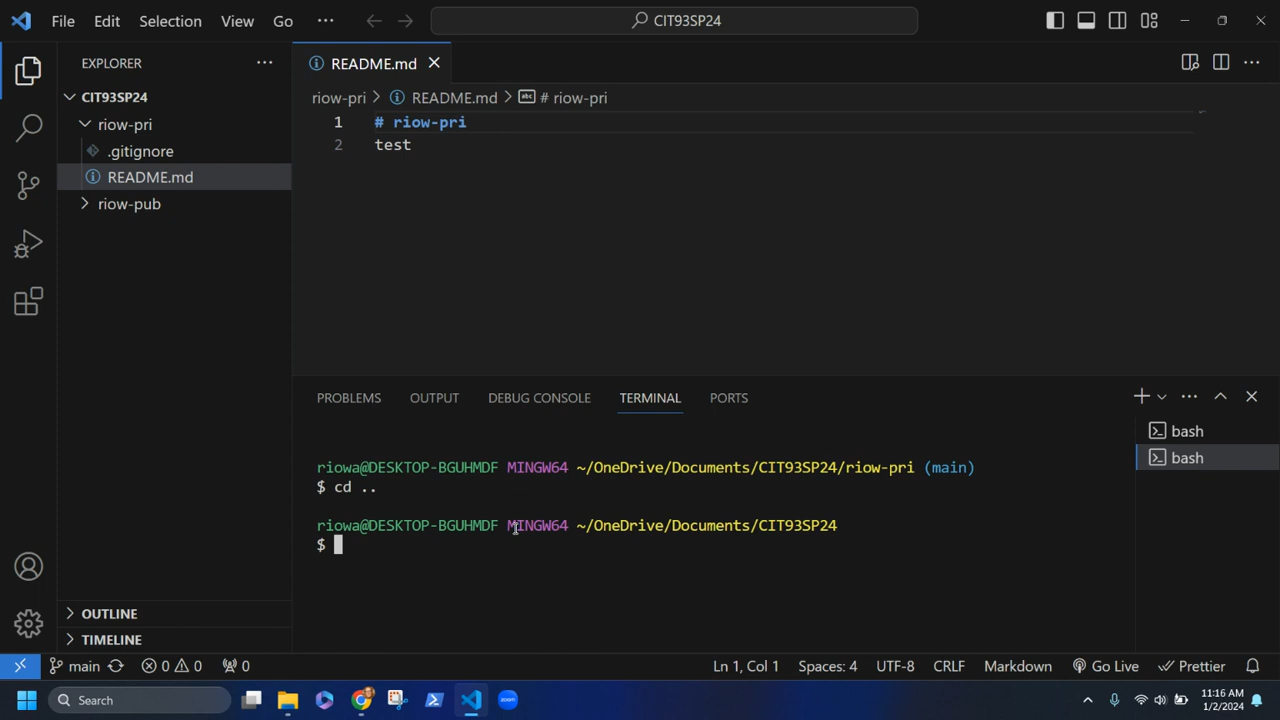 File Edit Selection View Go ··· CIT93SP24
EXPLORER ···
CIT93SP24
riow-pri
.gitignore
README.md
riow-pub
OUTLINE
TIMELINE
README.md
riow-pri > README.md > # riow-pri
1 # riow-pri
2 test
PROBLEMS OUTPUT DEBUG CONSOLE TERMINAL PORTS
riowa@DESKTOP-BGUHMDF MINGW64 ~/OneDrive/Documents/CIT93SP24/riow-pri (main)
$ cd ..
riowa@DESKTOP-BGUHMDF MINGW64 ~/OneDrive/Documents/CIT93SP24
$
bash
bash
main 0 0 0 Ln 1, Col 1 Spaces: 4 UTF-8 CRLF Markdown Go Live Prettier
Search
11:16 AM
1/2/2024